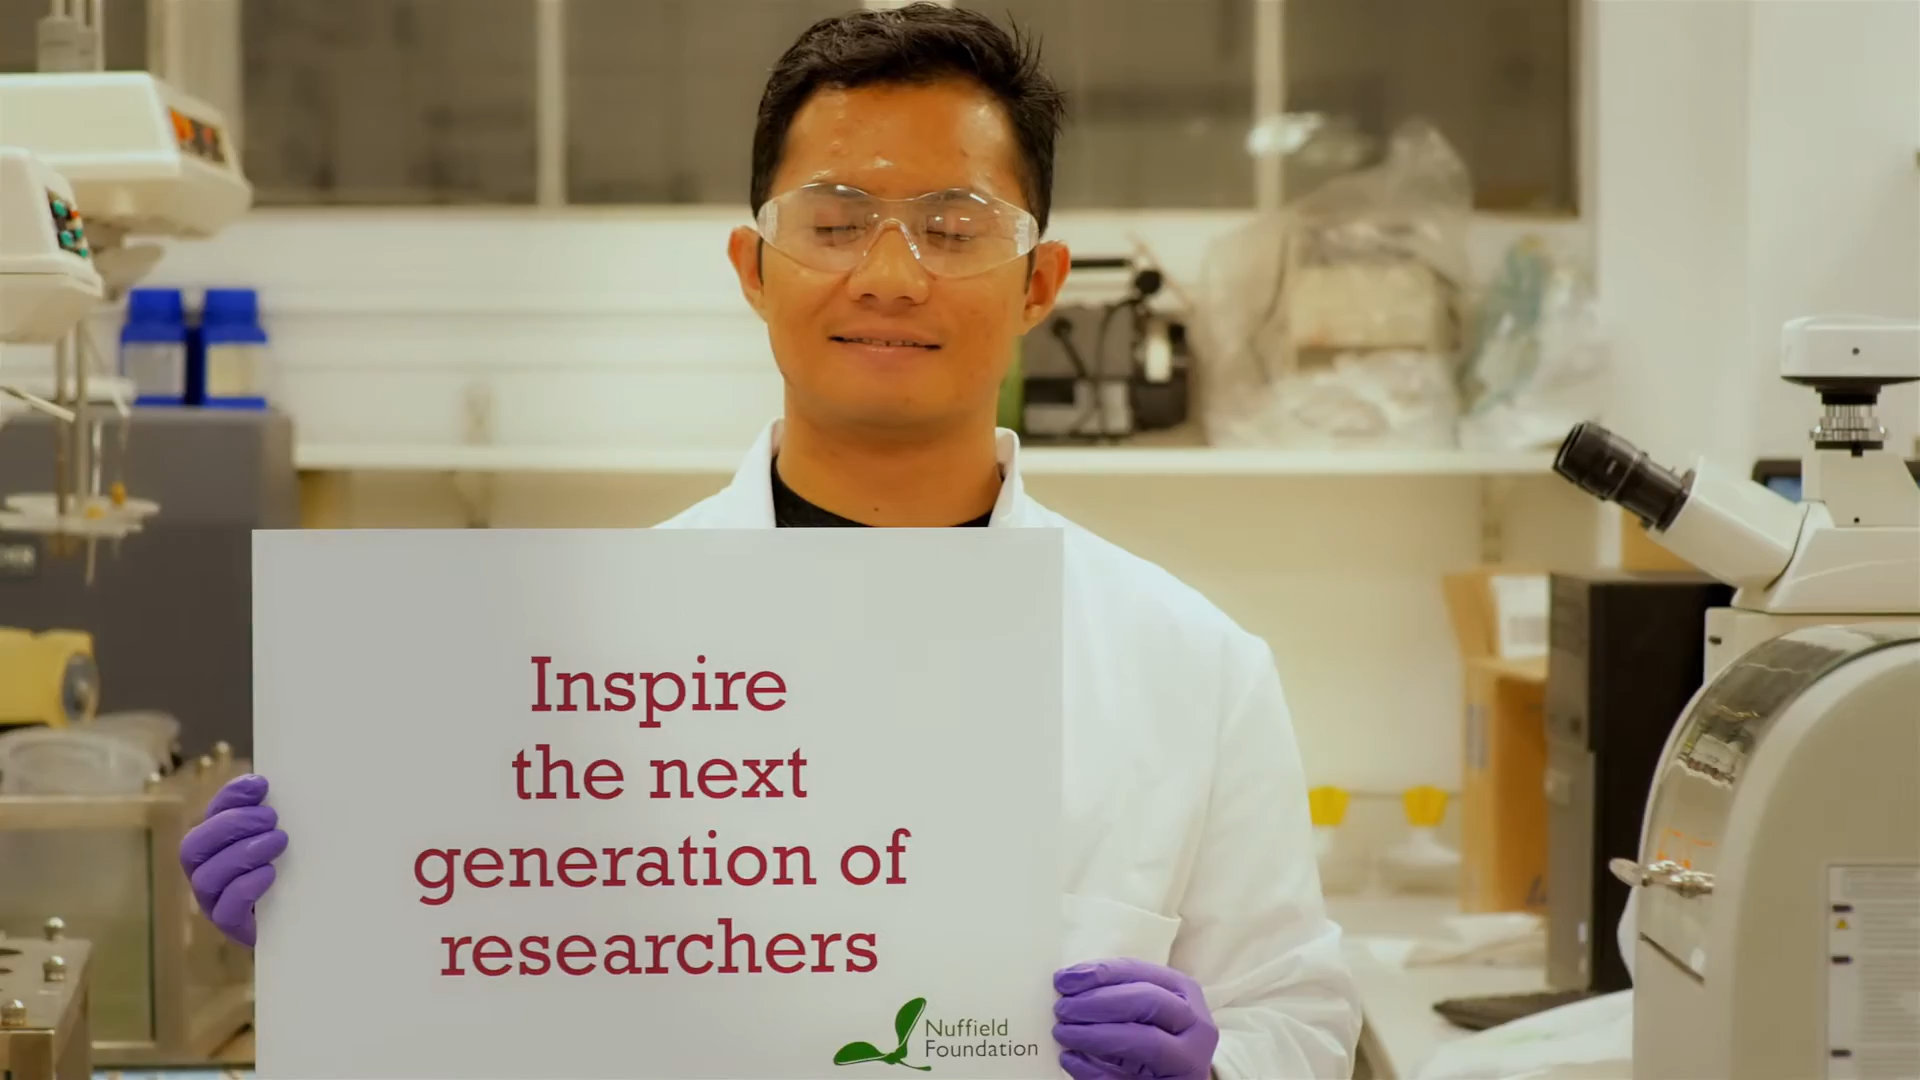 Inspire
the next
generation of
researchers
Nuffield
Foundation